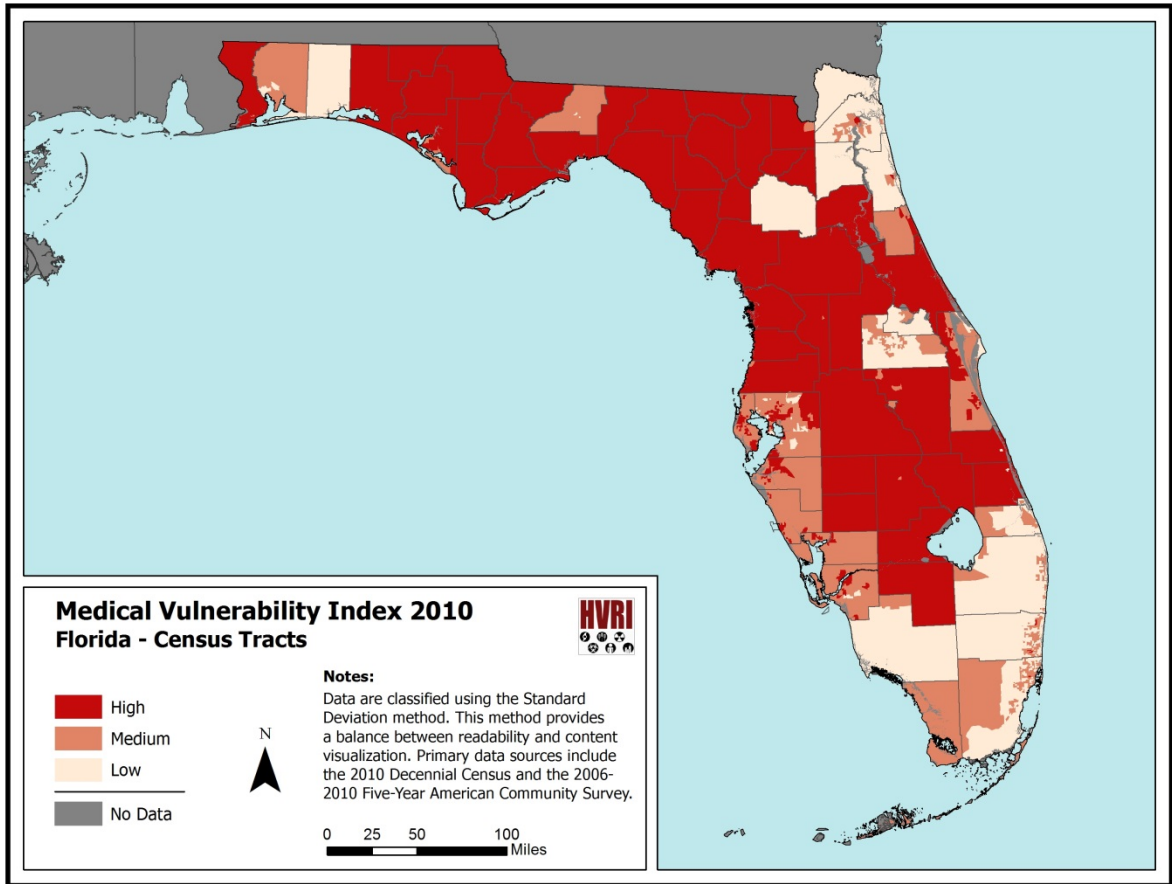 Medical Vulnerability Index 2010
Florida - Census Tracts
HVRI
High
Medium
Low
No Data
N
Notes:
Data are classified using the Standard
Deviation method. This method provides
a balance between readability and content
visualization. Primary data sources include
the 2010 Decennial Census and the 2006-
2010 Five-Year American Community Survey.
0 25 50 100
Miles